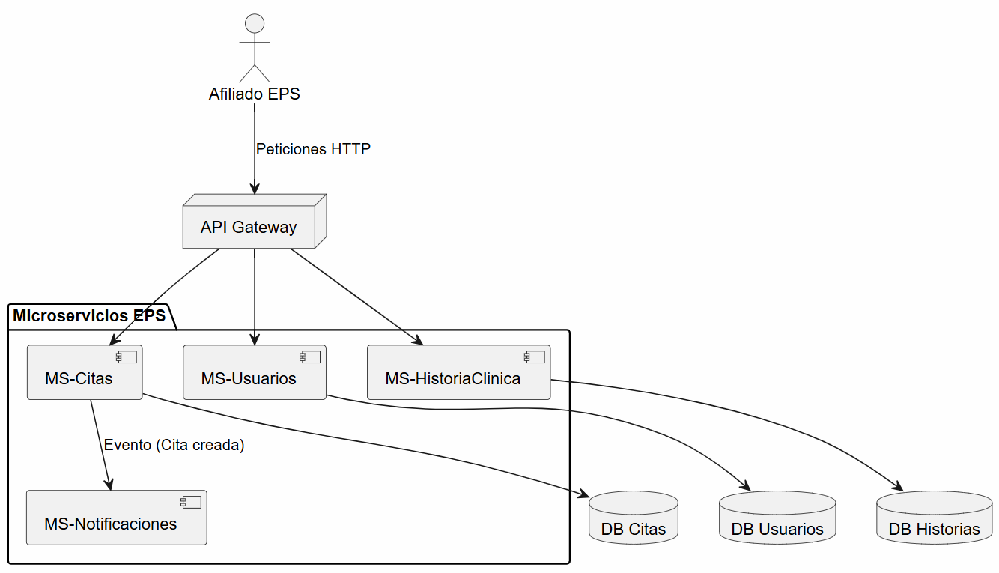 Afiliado EPS
Peticiones HTTP
API Gateway
Microservicios EPS
MS-Citas
MS-Usuarios
MS-HistoriaClinica
Evento (Cita creada)
MS-Notificaciones
DB Citas
DB Usuarios
DB Historias